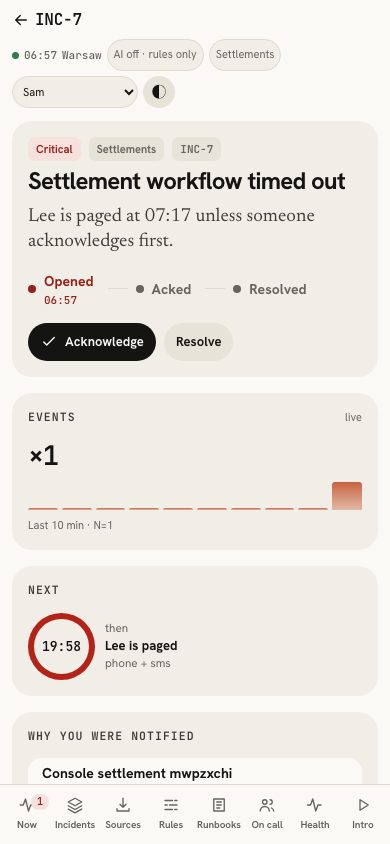 ← INC-7
06:57 Warsaw
AI off · rules only
Settlements
Sam
Critical
Settlements
INC-7
Settlement workflow timed out
Lee is paged at 07:17 unless someone
acknowledges first.
Opened
06:57
Acked
Resolved
Acknowledge
Resolve
EVENTS
live
×1
Last 10 min · N=1
NEXT
19:58
then
Lee is paged
phone + sms
WHY YOU WERE NOTIFIED
Console settlement mwpzxchi
1
Now
Incidents
Sources
Rules
Runbooks
On call
Health
Intro